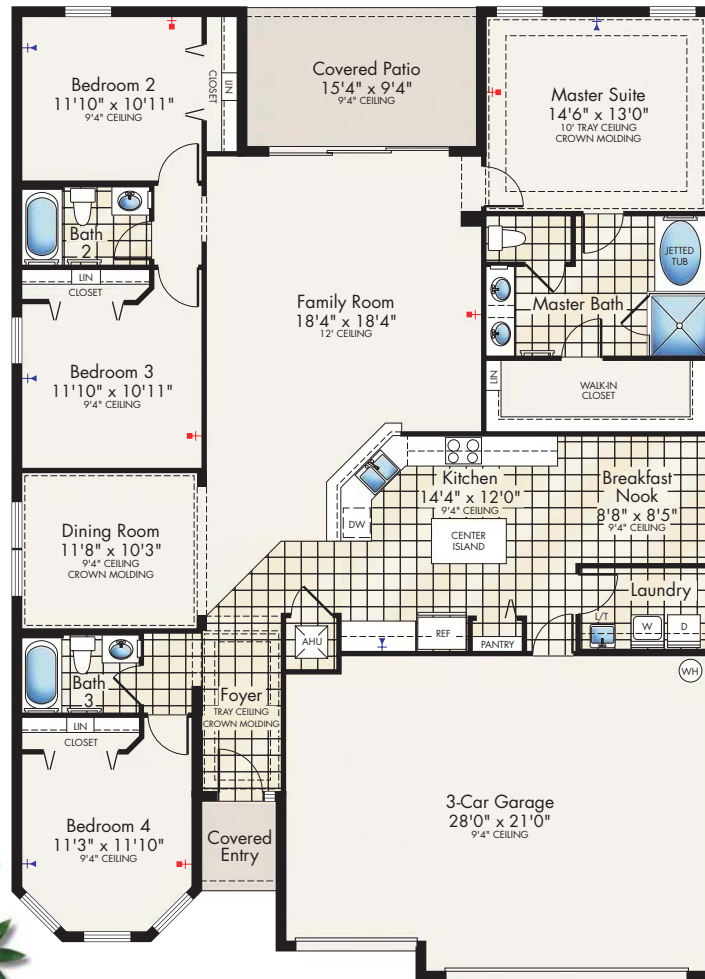 Bedroom 2
11'10" x 10'11"
9'4" CEILING
CLOSET
LIN
Covered Patio
15'4" x 9'4"
9'4" CEILING
Master Suite
14'6" x 13'0"
10' TRAY CEILING
CROWN MOLDING
Bath
2
LIN
CLOSET
Family Room
18'4" x 18'4"
12' CEILING
JETTED
TUB
Master Bath
Bedroom 3
11'10" x 10'11"
9'4" CEILING
LIN
WALK-IN
CLOSET
Kitchen
14'4" x 12'0"
9'4" CEILING
Breakfast
Nook
8'8" x 8'5"
9'4" CEILING
DW
CENTER
ISLAND
Dining Room
11'8" x 10'3"
9'4" CEILING
CROWN MOLDING
Laundry
L/T
W
D
AHU
REF
PANTRY
WH
Bath
3
LIN
CLOSET
Foyer
TRAY CEILING
CROWN MOLDING
Bedroom 4
11'3" x 11'10"
9'4" CEILING
Covered
Entry
3-Car Garage
28'0" x 21'0"
9'4" CEILING